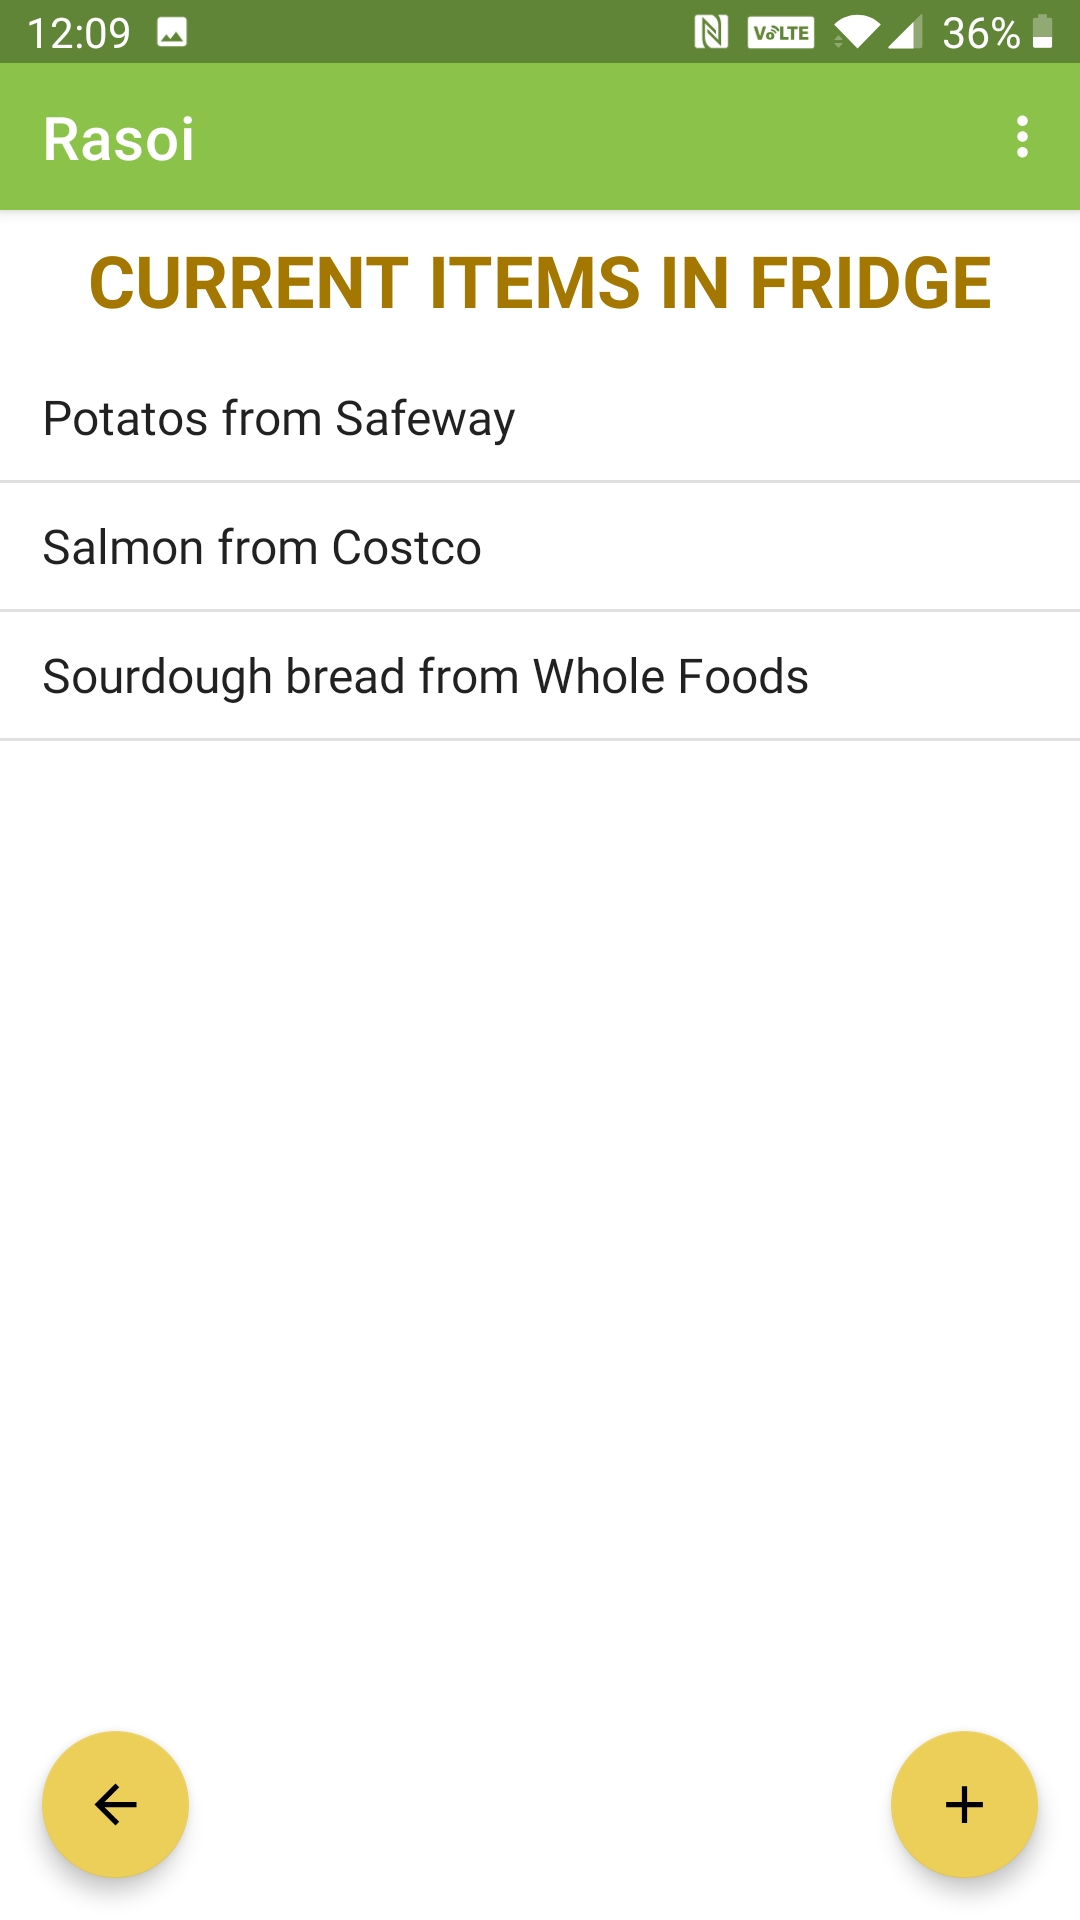 12:09 VoLTE 36%
Rasoi
CURRENT ITEMS IN FRIDGE
Potatos from Safeway
Salmon from Costco
Sourdough bread from Whole Foods